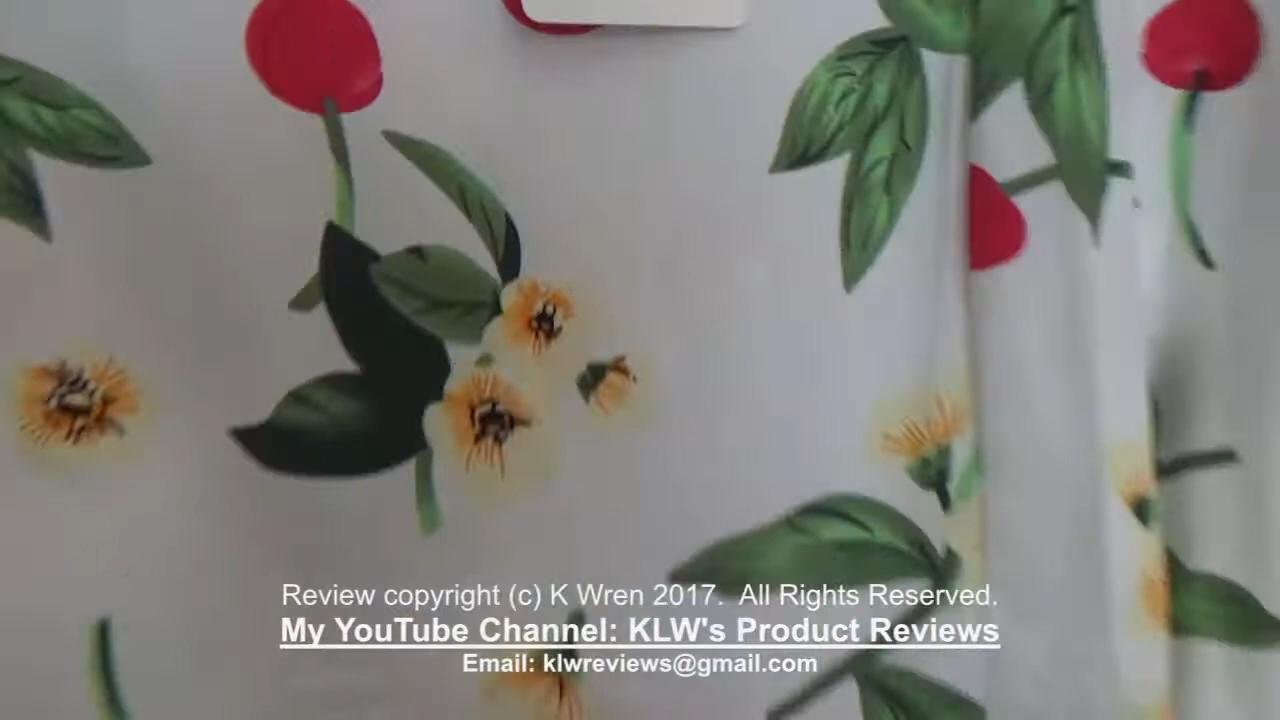 Review copyright (c) K Wren 2017.  All Rights Reserved.
My YouTube Channel: KLW's Product Reviews
Email: klwreviews@gmail.com